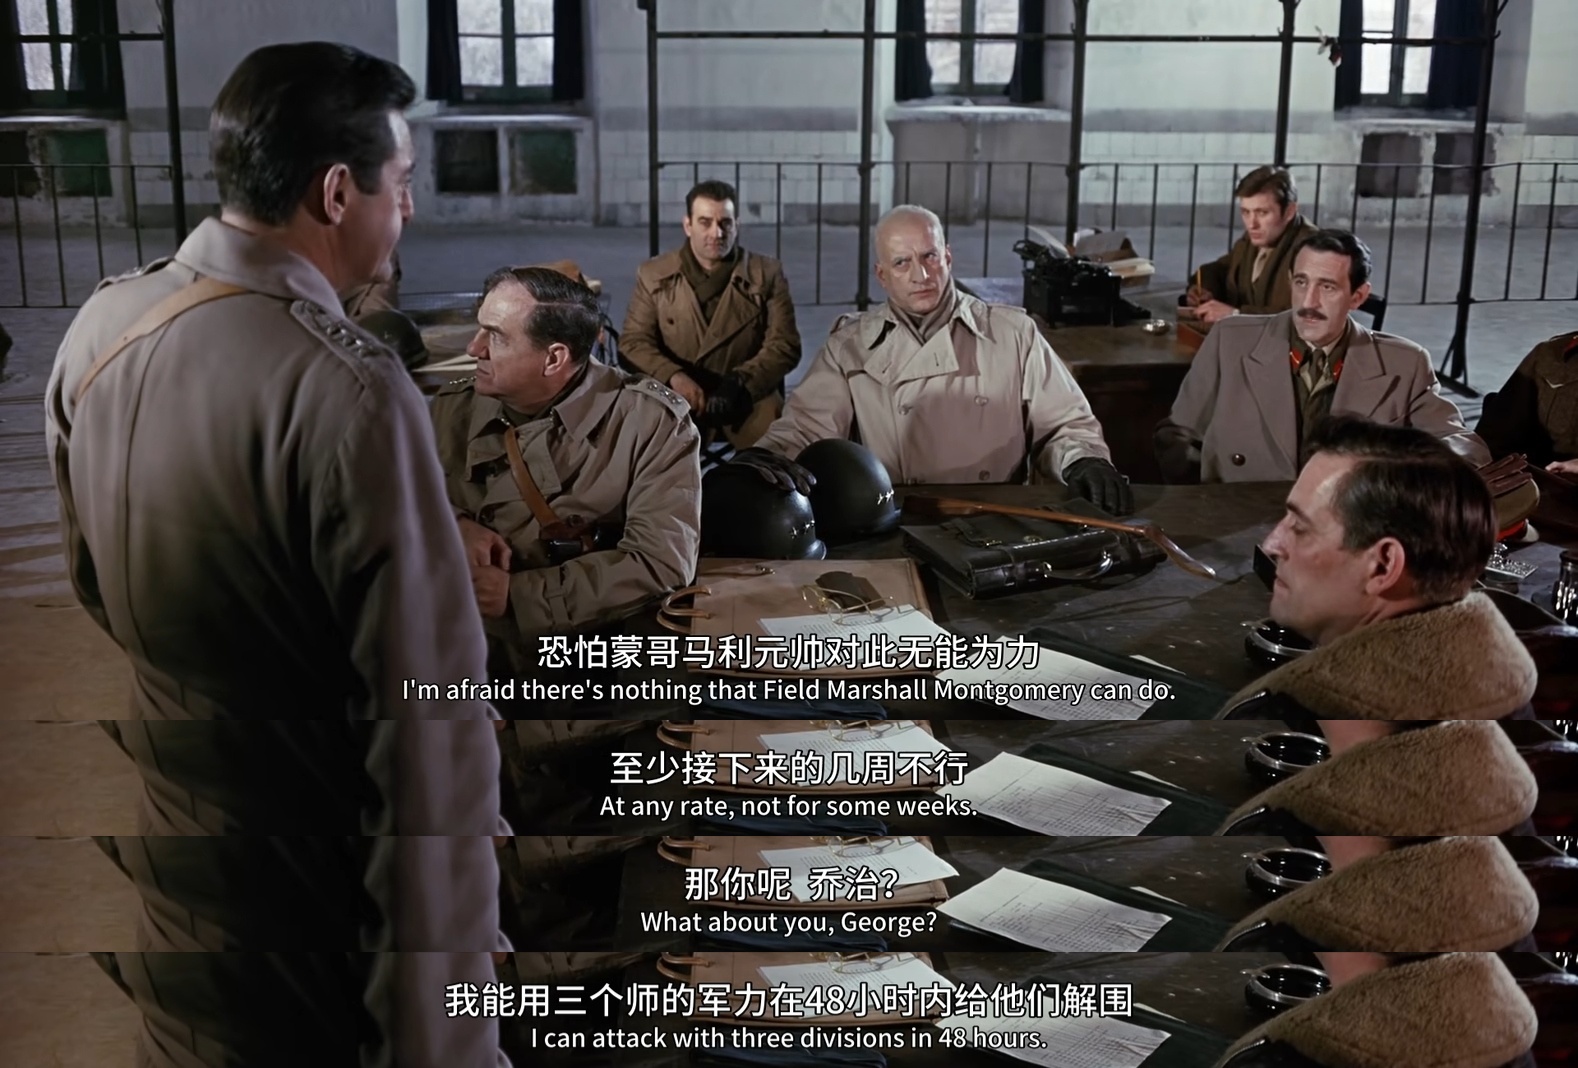 恐怕蒙哥马利元帅对此无能为力
I'm afraid there's nothing that Field Marshall Montgomery can do.
至少接下来的几周不行
At any rate, not for some weeks.
那你呢 乔治？
What about you, George?
我能用三个师的军力在48小时内给他们解围
I can attack with three divisions in 48 hours.